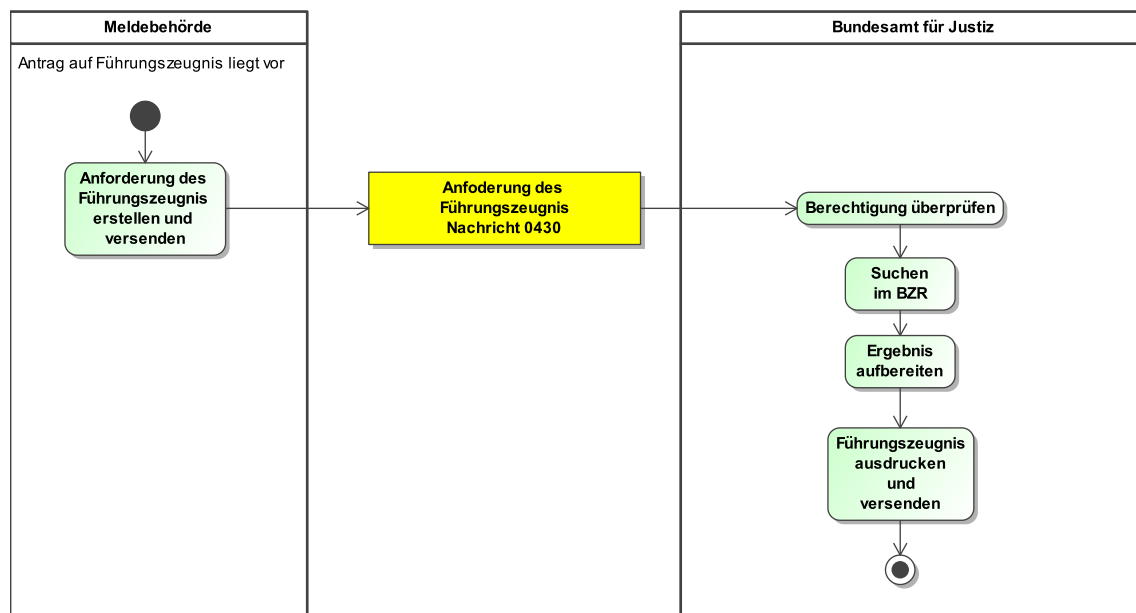 Meldebehörde
Antrag auf Führungszeugnis liegt vor
Anforderung des
Führungszeugnis
erstellen und
versenden
Anfoderung des
Führungszeugnis
Nachricht 0430
Bundesamt für Justiz
Berechtigung überprüfen
Suchen
im BZR
Ergebnis
aufbereiten
Führungszeugnis
ausdrucken
und
versenden